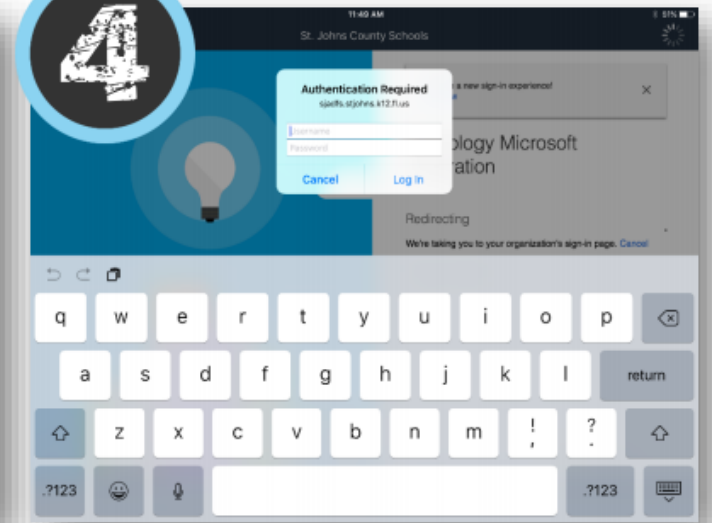 4
11:49 AM
51%
St. Johns County Schools
Authentication Required
sjadfs.stjohns.k12.fl.us
Username
Password
Cancel
Log In
a new sign-in experience!
ology Microsoft
ration
Redirecting
We're taking you to your organization's sign-in page. Cancel
q w e r t y u i o p
a s d f g h j k l return
z x c v b n m ! , ? .
.?123 .?123